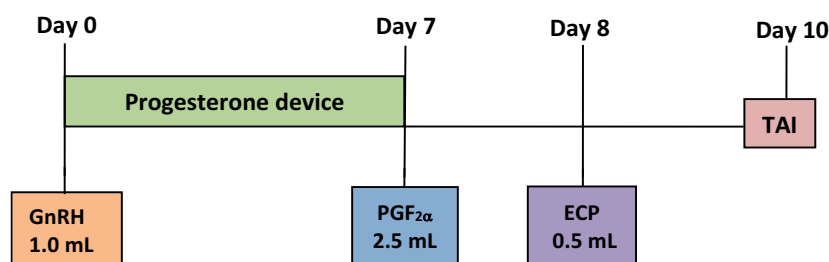 Day 0
Day 7
Day 8
Day 10
Progesterone device
TAI
GnRH
1.0 mL
PGF₂α
2.5 mL
ECP
0.5 mL